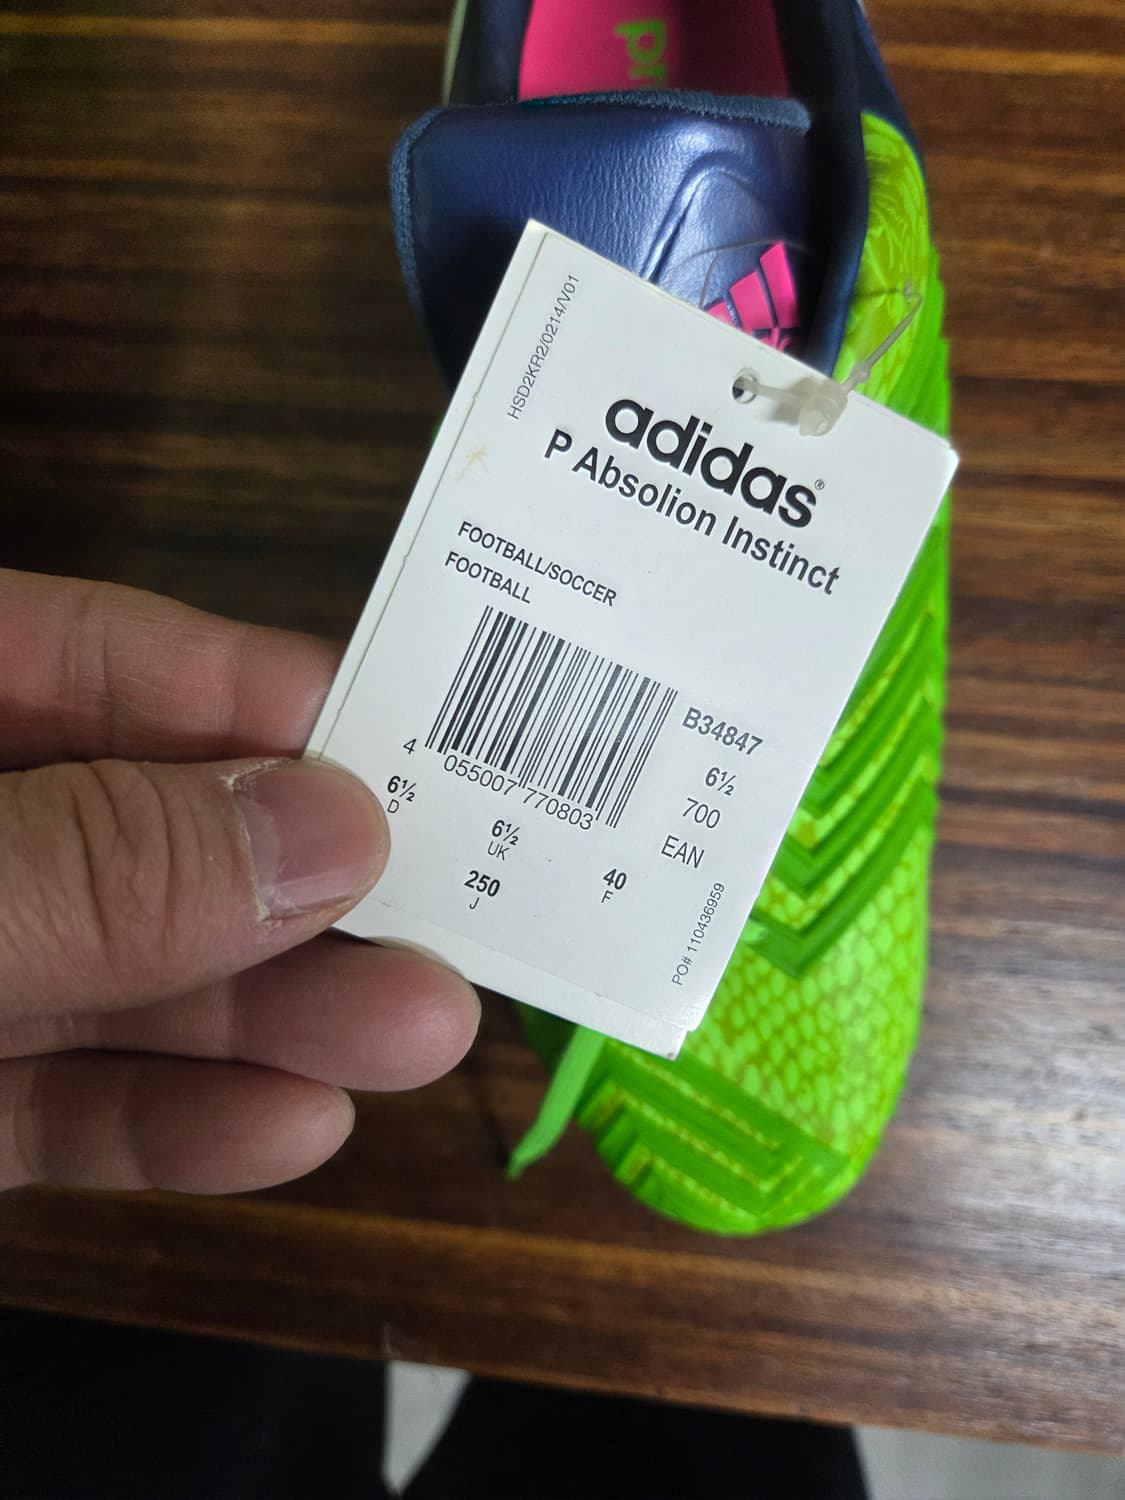 pr
HSD2KR2/0214/V01
adidas®
P Absolion Instinct
FOOTBALL/SOCCER
FOOTBALL
B34847
6½
700
EAN
4 055007 770803
6½ D
6½ UK
250 J
40 F
PO# 110436959